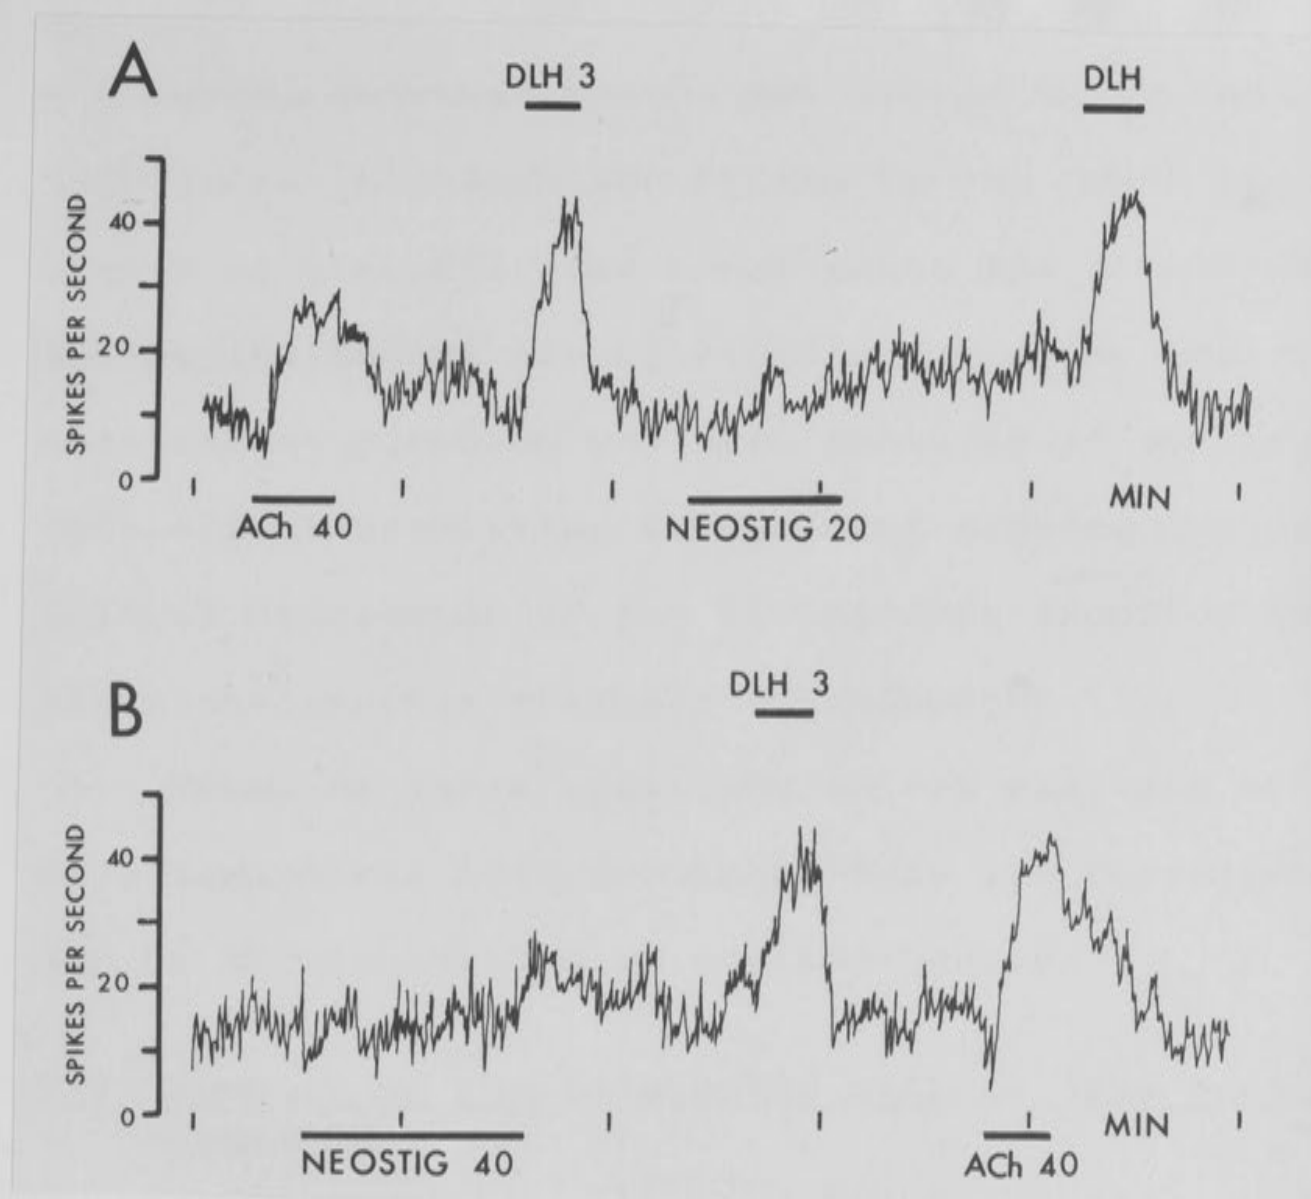 A
DLH 3
DLH
SPIKES PER SECOND
40
20
0
MIN
ACh 40
NEOSTIG 20
B
DLH 3
SPIKES PER SECOND
40
20
0
MIN
NEOSTIG 40
ACh 40